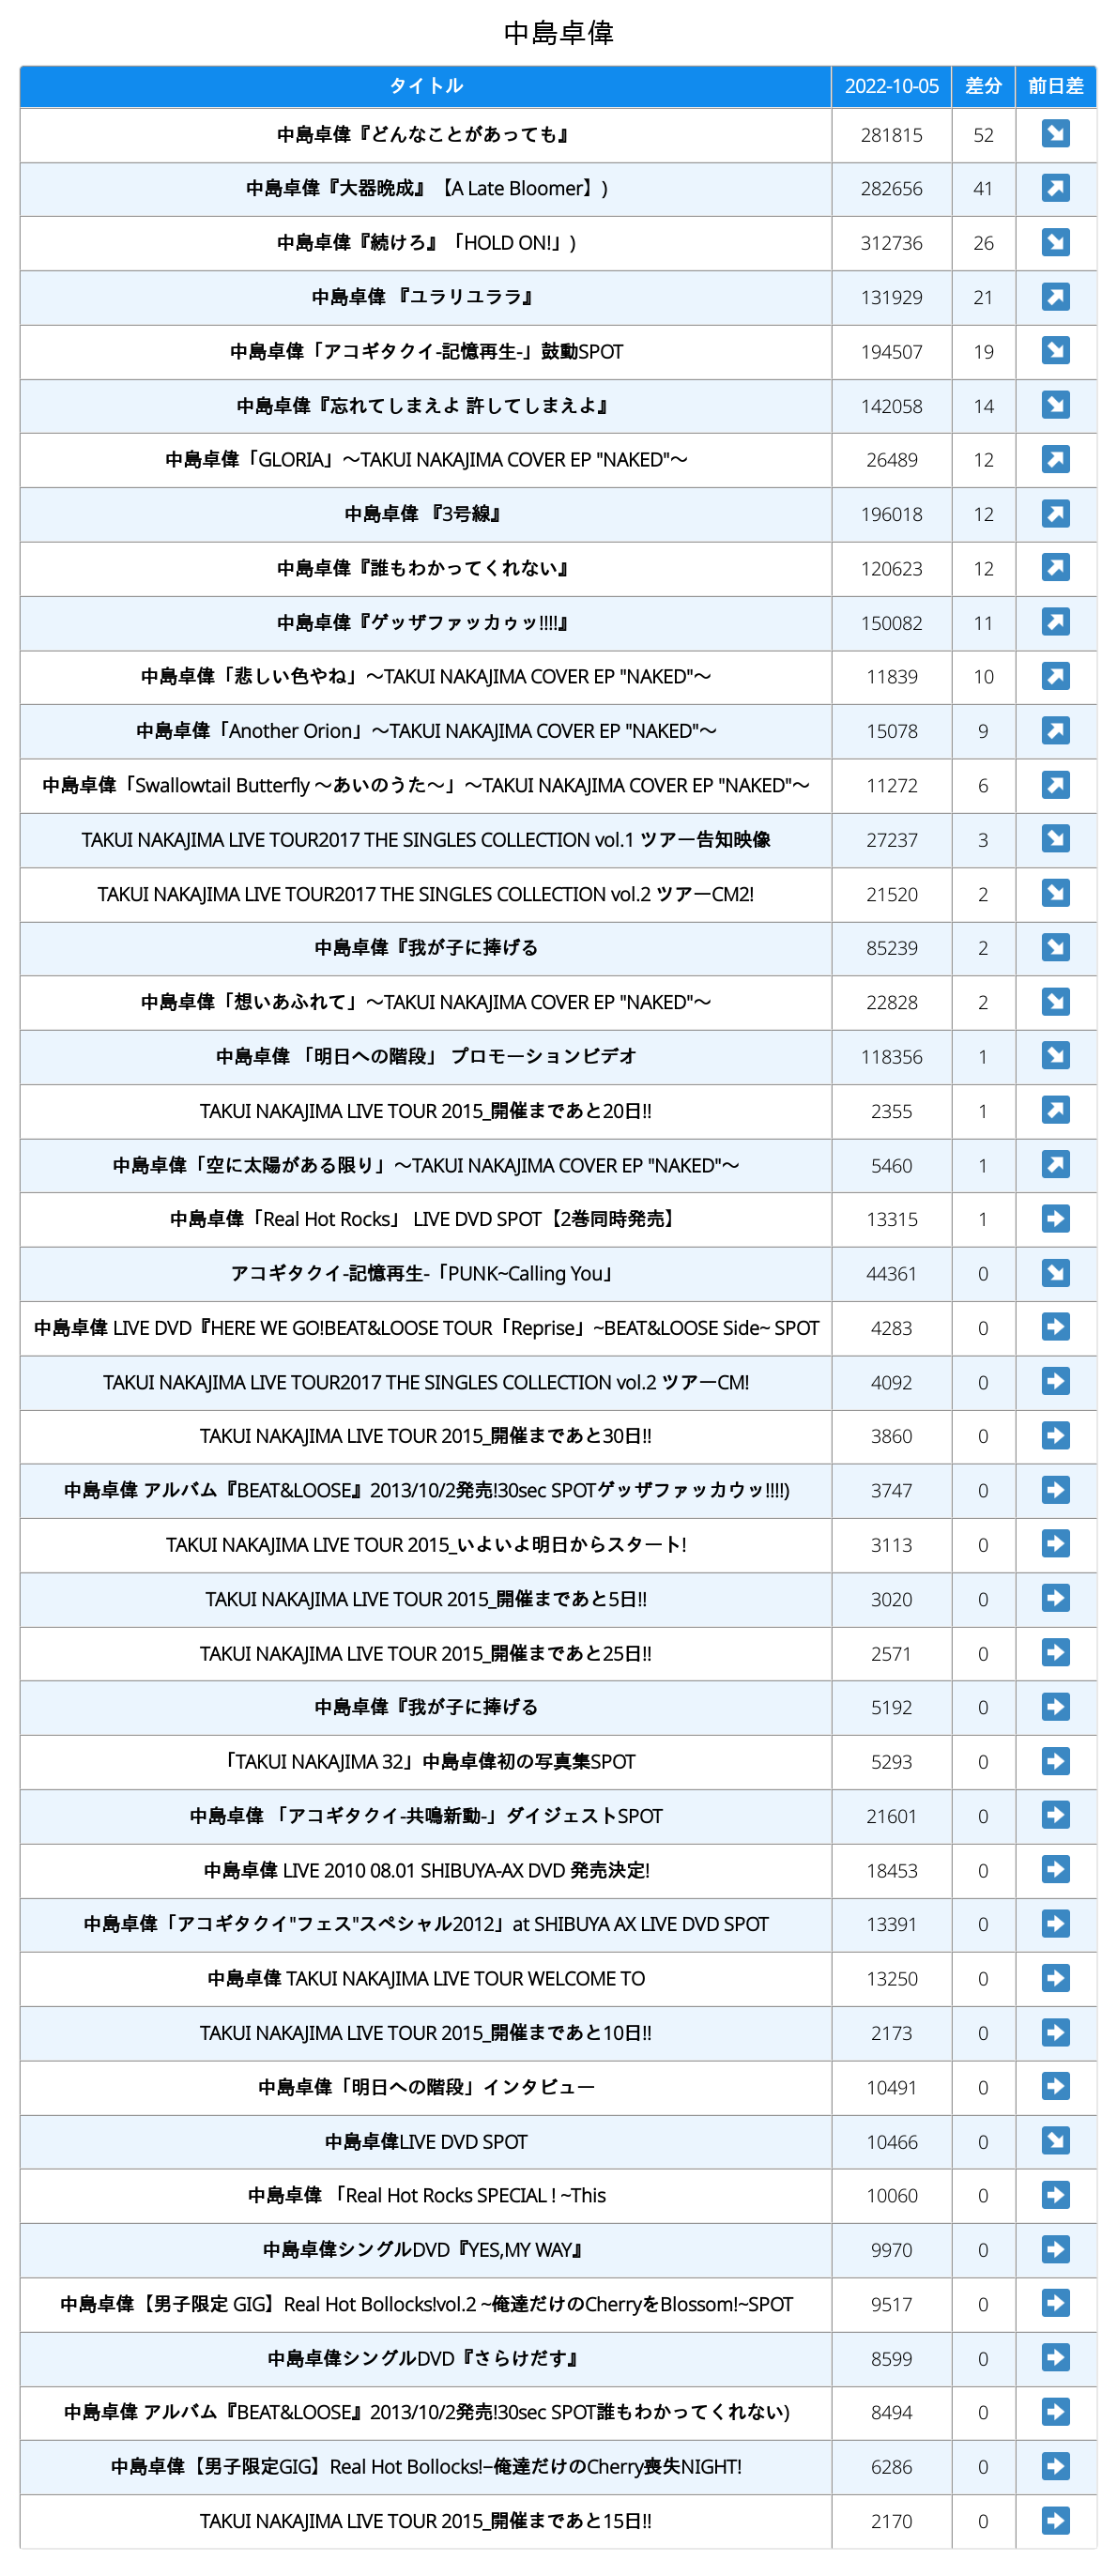 中島卓偉
タイトル 2022-10-05 差分 前日差
中島卓偉『どんなことがあっても』 281815 52 ↘
中島卓偉『大器晩成』【A Late Bloomer】) 282656 41 ↗
中島卓偉『続けろ』「HOLD ON!」) 312736 26 ↘
中島卓偉 『ユラリユララ』 131929 21 ↗
中島卓偉「アコギタクイ-記憶再生-」鼓動SPOT 194507 19 ↘
中島卓偉『忘れてしまえよ 許してしまえよ』 142058 14 ↘
中島卓偉「GLORIA」〜TAKUI NAKAJIMA COVER EP "NAKED"〜 26489 12 ↗
中島卓偉 『3号線』 196018 12 ↗
中島卓偉『誰もわかってくれない』 120623 12 ↗
中島卓偉『ゲッザファッカゥッ!!!!』 150082 11 ↗
中島卓偉「悲しい色やね」〜TAKUI NAKAJIMA COVER EP "NAKED"〜 11839 10 ↗
中島卓偉「Another Orion」〜TAKUI NAKAJIMA COVER EP "NAKED"〜 15078 9 ↗
中島卓偉「Swallowtail Butterfly 〜あいのうた〜」〜TAKUI NAKAJIMA COVER EP "NAKED"〜 11272 6 ↗
TAKUI NAKAJIMA LIVE TOUR2017 THE SINGLES COLLECTION vol.1 ツアー告知映像 27237 3 ↘
TAKUI NAKAJIMA LIVE TOUR2017 THE SINGLES COLLECTION vol.2 ツアーCM2! 21520 2 ↘
中島卓偉『我が子に捧げる 85239 2 ↘
中島卓偉「想いあふれて」〜TAKUI NAKAJIMA COVER EP "NAKED"〜 22828 2 ↘
中島卓偉 「明日への階段」 プロモーションビデオ 118356 1 ↘
TAKUI NAKAJIMA LIVE TOUR 2015_開催まであと20日!! 2355 1 ↗
中島卓偉「空に太陽がある限り」〜TAKUI NAKAJIMA COVER EP "NAKED"〜 5460 1 ↗
中島卓偉「Real Hot Rocks」 LIVE DVD SPOT【2巻同時発売】 13315 1 →
アコギタクイ-記憶再生-「PUNK~Calling You」 44361 0 ↘
中島卓偉 LIVE DVD『HERE WE GO!BEAT&LOOSE TOUR「Reprise」~BEAT&LOOSE Side~ SPOT 4283 0 →
TAKUI NAKAJIMA LIVE TOUR2017 THE SINGLES COLLECTION vol.2 ツアーCM! 4092 0 →
TAKUI NAKAJIMA LIVE TOUR 2015_開催まであと30日!! 3860 0 →
中島卓偉 アルバム『BEAT&LOOSE』2013/10/2発売!30sec SPOTゲッザファッカウッ!!!!) 3747 0 →
TAKUI NAKAJIMA LIVE TOUR 2015_いよいよ明日からスタート! 3113 0 →
TAKUI NAKAJIMA LIVE TOUR 2015_開催まであと5日!! 3020 0 →
TAKUI NAKAJIMA LIVE TOUR 2015_開催まであと25日!! 2571 0 →
中島卓偉『我が子に捧げる 5192 0 →
「TAKUI NAKAJIMA 32」中島卓偉初の写真集SPOT 5293 0 →
中島卓偉 「アコギタクイ-共鳴新動-」ダイジェストSPOT 21601 0 →
中島卓偉 LIVE 2010 08.01 SHIBUYA-AX DVD 発売決定! 18453 0 →
中島卓偉「アコギタクイ"フェス"スペシャル2012」at SHIBUYA AX LIVE DVD SPOT 13391 0 →
中島卓偉 TAKUI NAKAJIMA LIVE TOUR WELCOME TO 13250 0 →
TAKUI NAKAJIMA LIVE TOUR 2015_開催まであと10日!! 2173 0 →
中島卓偉「明日への階段」インタビュー 10491 0 →
中島卓偉LIVE DVD SPOT 10466 0 ↘
中島卓偉 「Real Hot Rocks SPECIAL ! ~This 10060 0 →
中島卓偉シングルDVD『YES,MY WAY』 9970 0 →
中島卓偉【男子限定 GIG】Real Hot Bollocks!vol.2 ~俺達だけのCherryをBlossom!~SPOT 9517 0 →
中島卓偉シングルDVD『さらけだす』 8599 0 →
中島卓偉 アルバム『BEAT&LOOSE』2013/10/2発売!30sec SPOT誰もわかってくれない) 8494 0 →
中島卓偉【男子限定GIG】Real Hot Bollocks!−俺達だけのCherry喪失NIGHT! 6286 0 →
TAKUI NAKAJIMA LIVE TOUR 2015_開催まであと15日!! 2170 0 →